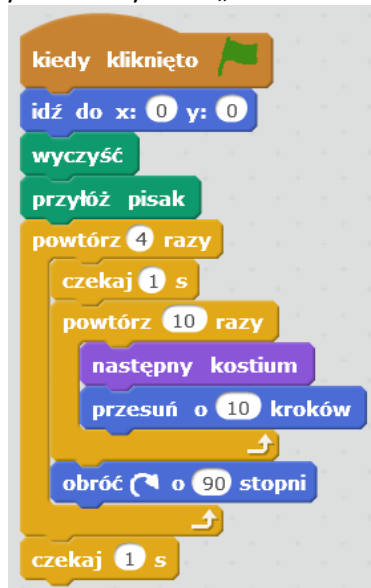 kiedy kliknięto
idź do x: 0 y: 0
wyczyść
przyłóż pisak
powtórz 4 razy
czekaj 1 s
powtórz 10 razy
następny kostium
przesuń o 10 kroków
obróć o 90 stopni
czekaj 1 s